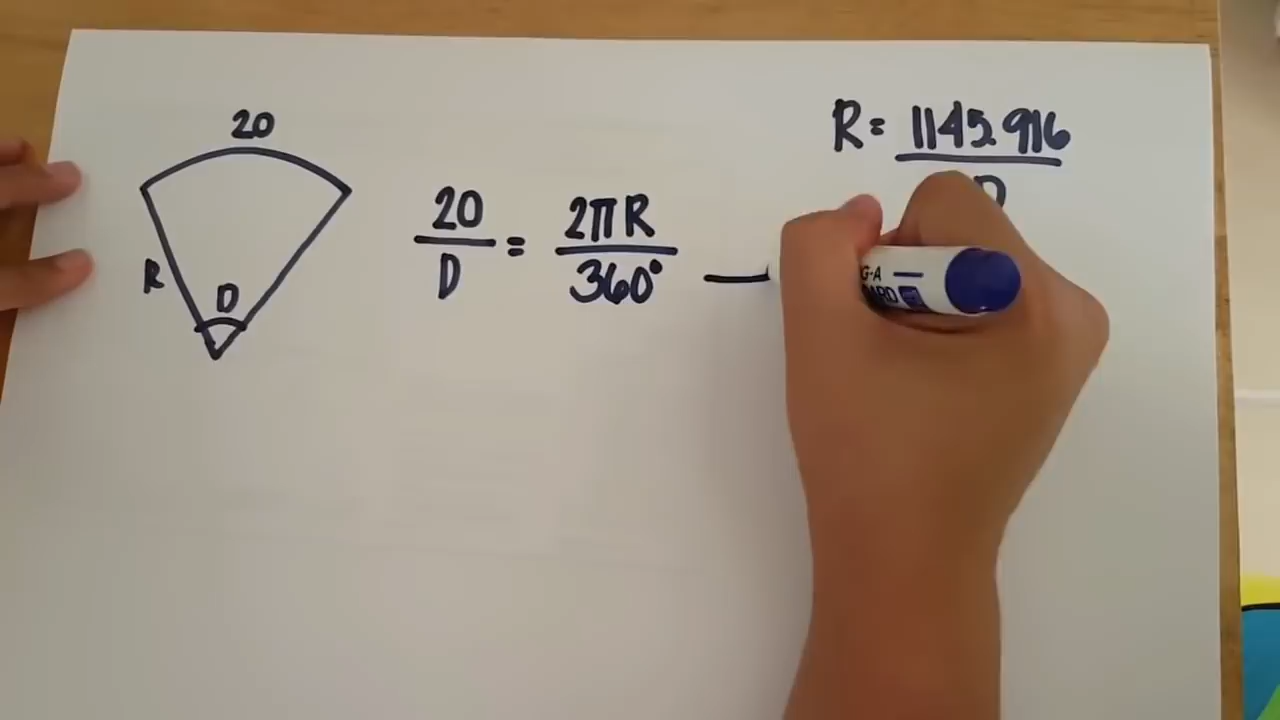 20
R
D
20
D
=
2πR
360°
R= 1145.916
D
G-A